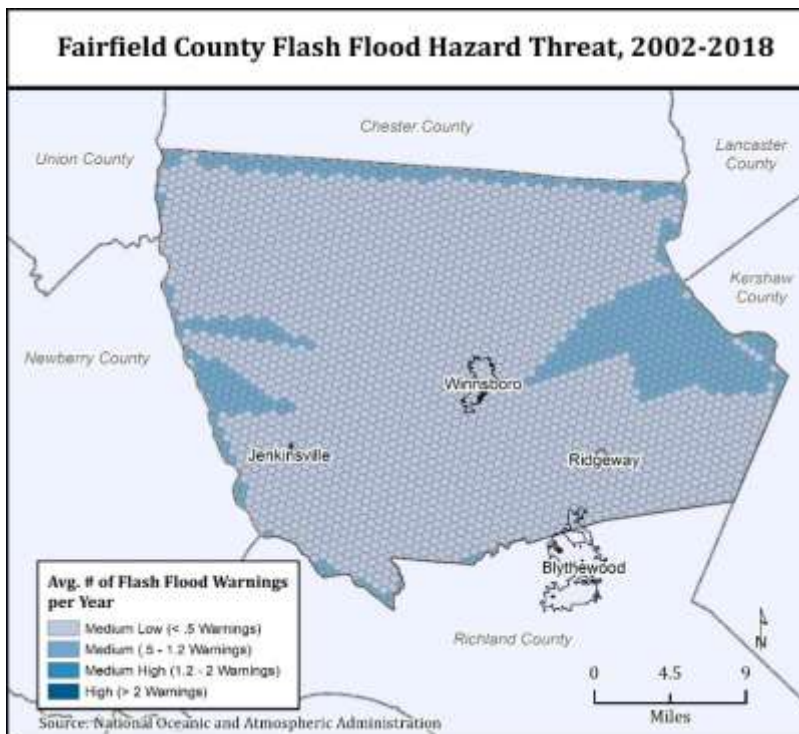 Fairfield County Flash Flood Hazard Threat, 2002-2018
Chester County
Union County
Lancaster
County
Kershaw
County
Newberry County
Winnsboro
Jenkinsville
Ridgeway
Blythewood
Richland County
Avg. # of Flash Flood Warnings
per Year
Medium Low (< .5 Warnings)
Medium (.5 - 1.2 Warnings)
Medium High (1.2 - 2 Warnings)
High (> 2 Warnings)
N
0 4.5 9
Miles
Source: National Oceanic and Atmospheric Administration